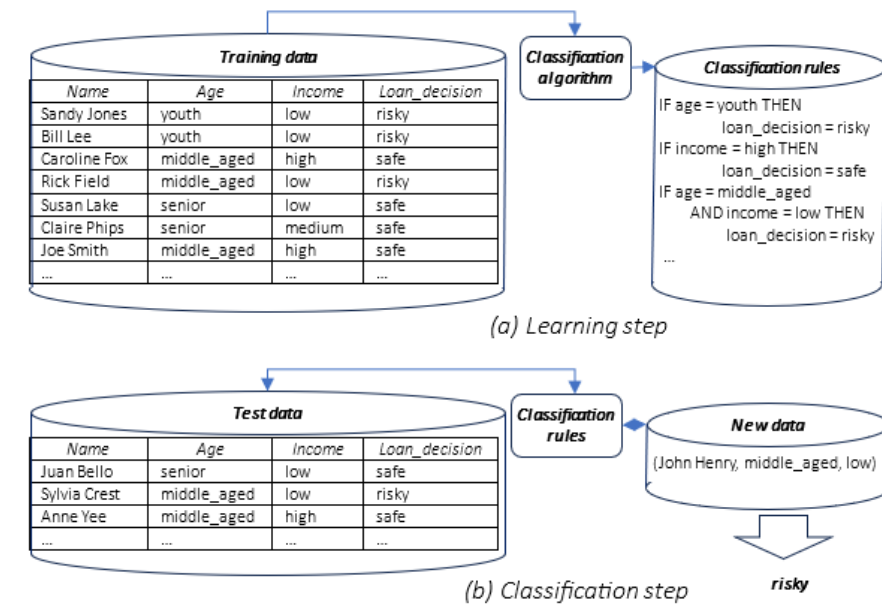 Training data
Name Age Income Loan_decision
Sandy Jones youth low risky
Bill Lee youth low risky
Caroline Fox middle_aged high safe
Rick Field middle_aged low risky
Susan Lake senior low safe
Claire Phips senior medium safe
Joe Smith middle_aged high safe
... ... ... ...
Classification
algorithm
Classification rules
IF age = youth THEN
loan_decision = risky
IF income = high THEN
loan_decision = safe
IF age = middle_aged
AND income = low THEN
loan_decision = risky
...
(a) Learning step
Test data
Name Age Income Loan_decision
Juan Bello senior low safe
Sylvia Crest middle_aged low risky
Anne Yee middle_aged high safe
... ... ... ...
Classification
rules
New data
(John Henry, middle_aged, low)
risky
(b) Classification step